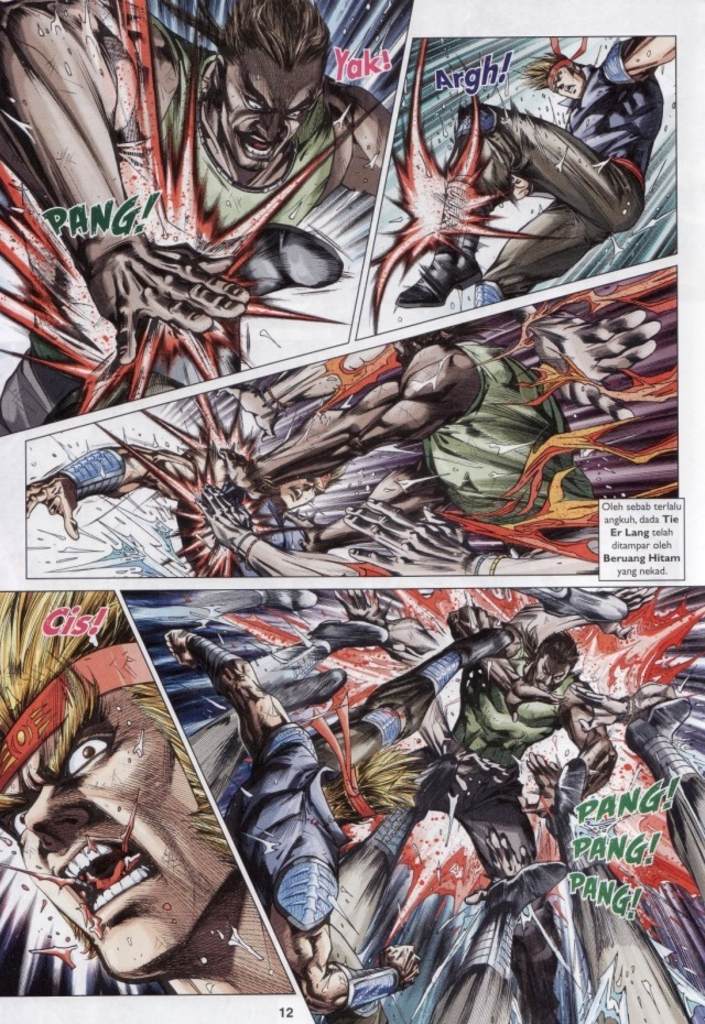 Yak!
PANG!
Argh!
Oleh sebab terlalu
angkuh, dada Tie
Er Lang telah
ditampar oleh
Beruang Hitam
yang nekad.
Cis!
PANG!
PANG!
PANG!
12